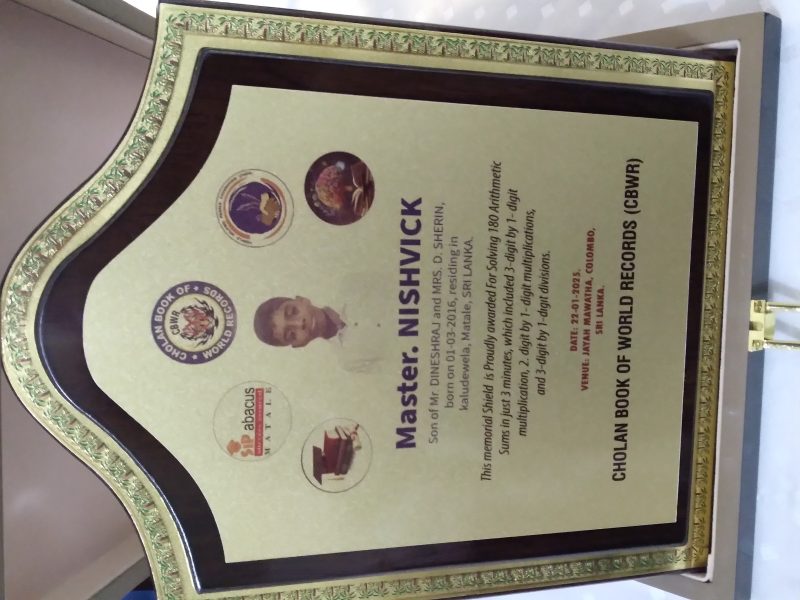 CHOLAN BOOK OF
CBWR
WORLD RECORDS
SIP abacus
MATALE
Master. NISHVICK
Son of Mr. DINESHRAJ and MRS. D. SHERIN,
born on 01-03-2016, residing in
kaludewela, Matale, SRI LANKA.
This memorial Shield is Proudly awarded For Solving 180 Arithmetic
Sums in just 3 minutes, which included 3-digit by 1- digit
multiplication, 2. digit by 1- digit multiplications,
and 3-digit by 1-digit divisions.
DATE: 22-01-2025.
VENUE: JAYAH MAWATHA, COLOMBO,
SRI LANKA.
CHOLAN BOOK OF WORLD RECORDS (CBWR)